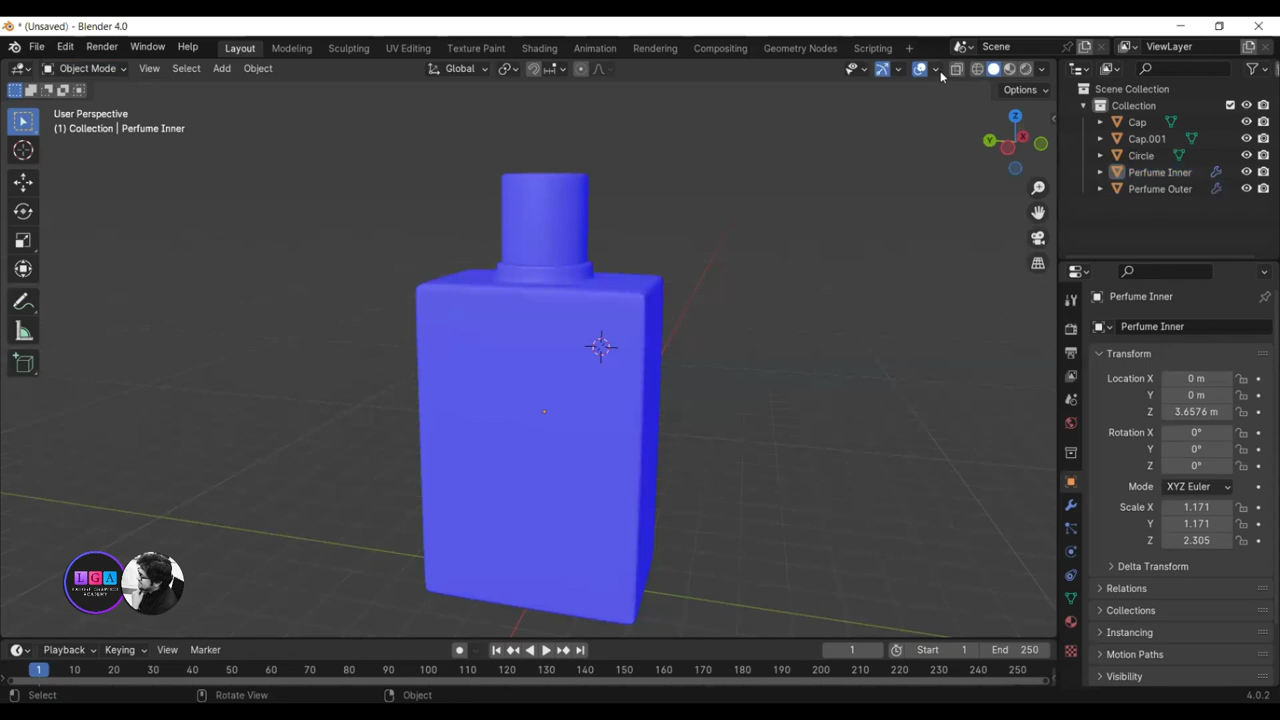 * (Unsaved) - Blender 4.0
File Edit Render Window Help
Layout Modeling Sculpting UV Editing Texture Paint Shading Animation Rendering Compositing Geometry Nodes Scripting +
Scene
ViewLayer
Object Mode View Select Add Object
Global
Options
User Perspective
(1) Collection | Perfume Inner
Z
Y
X
Scene Collection
Collection
Cap
Cap.001
Circle
Perfume Inner
Perfume Outer
Perfume Inner
Perfume Inner
Transform
Location X 0 m
Y 0 m
Z 3.6576 m
Rotation X 0°
Y 0°
Z 0°
Mode XYZ Euler
Scale X 1.171
Y 1.171
Z 2.305
Delta Transform
Relations
Collections
Instancing
Motion Paths
Visibility
LGA
Playback Keying View Marker
1
Start 1
End 250
1 10 20 30 40 50 60 70 80 90 100 110 120 130 140 150 160 170 180 190 200 210 220 230 240 250
Select
Rotate View
Object
4.0.2